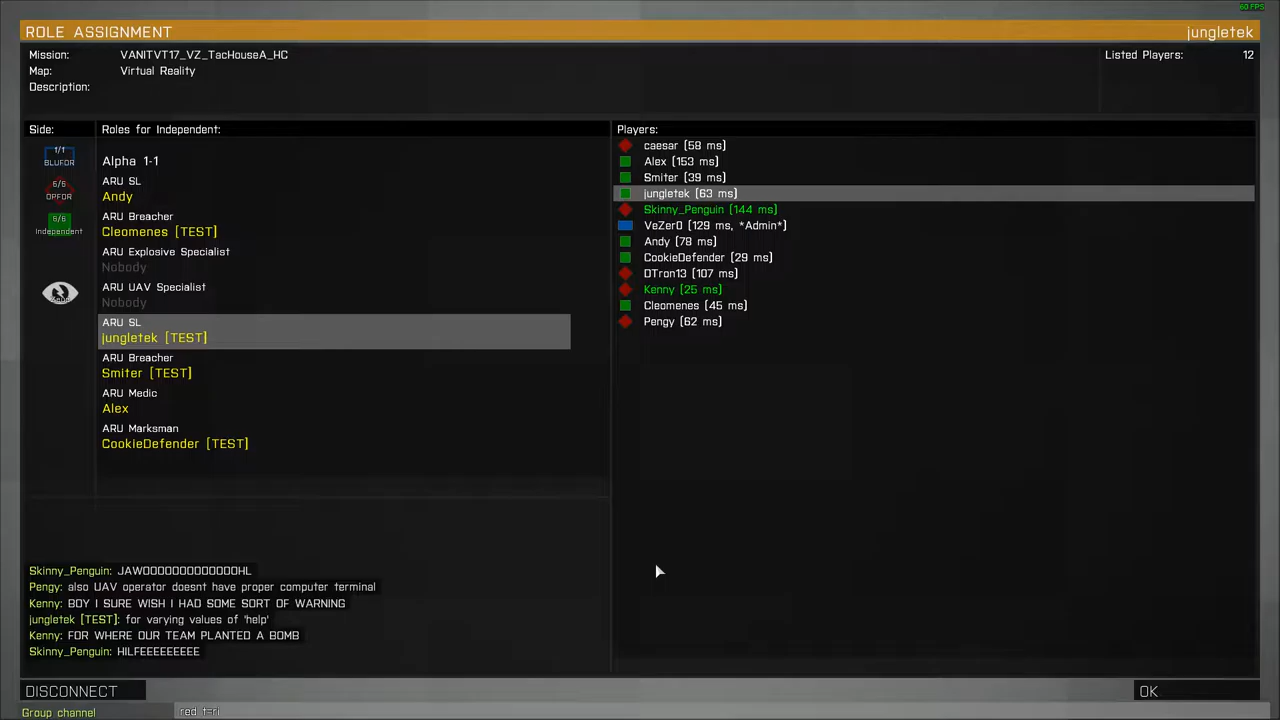 60 FPS
ROLE ASSIGNMENT
jungletek
Mission: VANITVT17_VZ_TacHouseA_HC
Listed Players: 12
Map: Virtual Reality
Description:
Side:
Roles for Independent:
Players:
1/1
BLUFOR
6/6
OPFOR
6/6
Independent
Alpha 1-1
ARU SL
Andy
ARU Breacher
Cleomenes [TEST]
ARU Explosive Specialist
Nobody
ARU UAV Specialist
Nobody
ARU SL
jungletek [TEST]
ARU Breacher
Smiter [TEST]
ARU Medic
Alex
ARU Marksman
CookieDefender [TEST]
caesar (58 ms)
Alex (153 ms)
Smiter (39 ms)
jungletek (63 ms)
Skinny_Penguin (144 ms)
VeZer0 (129 ms, *Admin*)
Andy (78 ms)
CookieDefender (29 ms)
DTron13 (107 ms)
Kenny (25 ms)
Cleomenes (45 ms)
Pengy (62 ms)
Skinny_Penguin: JAWOOOOOOOOOOOOOHL
Pengy: also UAV operator doesnt have proper computer terminal
Kenny: BOY I SURE WISH I HAD SOME SORT OF WARNING
jungletek [TEST]: for varying values of 'help'
Kenny: FOR WHERE OUR TEAM PLANTED A BOMB
Skinny_Penguin: HILFEEEEEEEEE
DISCONNECT
OK
Group channel
red t=ri